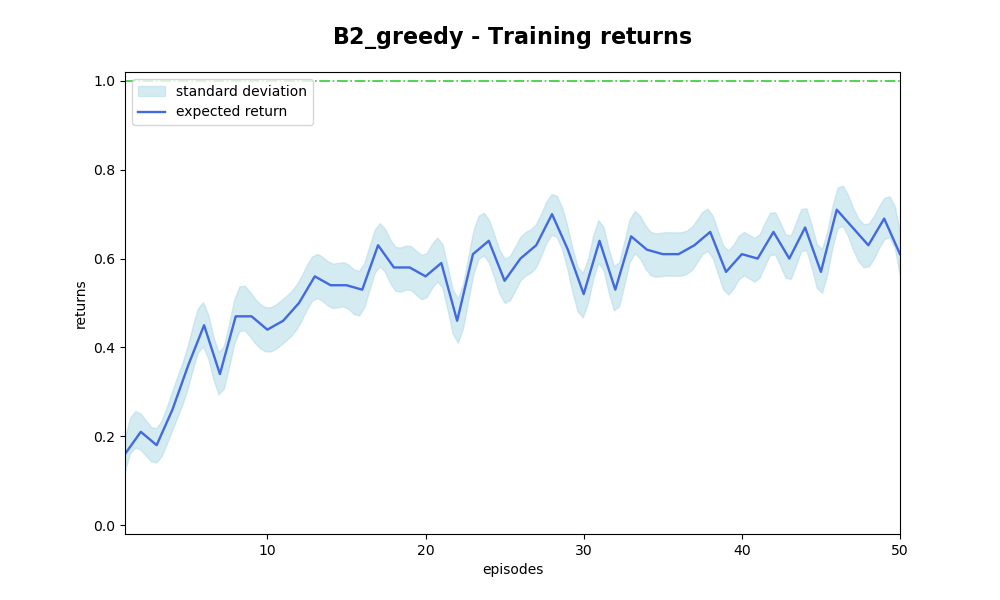 B2_greedy - Training returns
1.0
standard deviation
expected return
0.8
0.6
returns
0.4
0.2
0.0
10 20 30 40 50
episodes